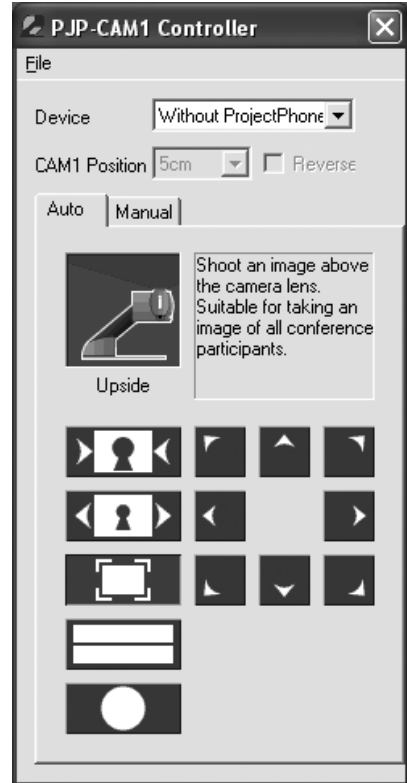 PJP-CAM1 Controller
File
Device Without ProjectPhone
CAM1 Position 5cm Reverse
Auto Manual
Shoot an image above
the camera lens.
Suitable for taking an
image of all conference
participants.
Upside